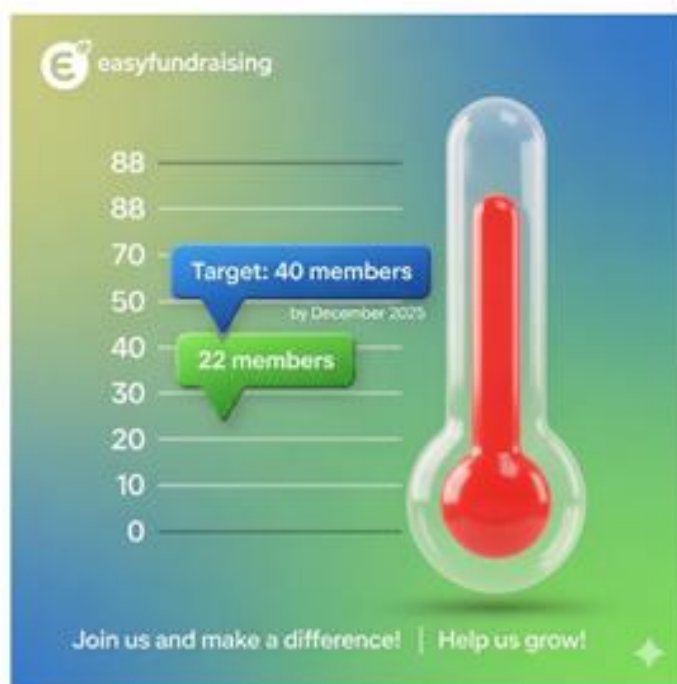 easyfundraising
88
88
70
Target: 40 members
50
by December 2025
40
22 members
30
20
10
0
Join us and make a difference! | Help us grow!